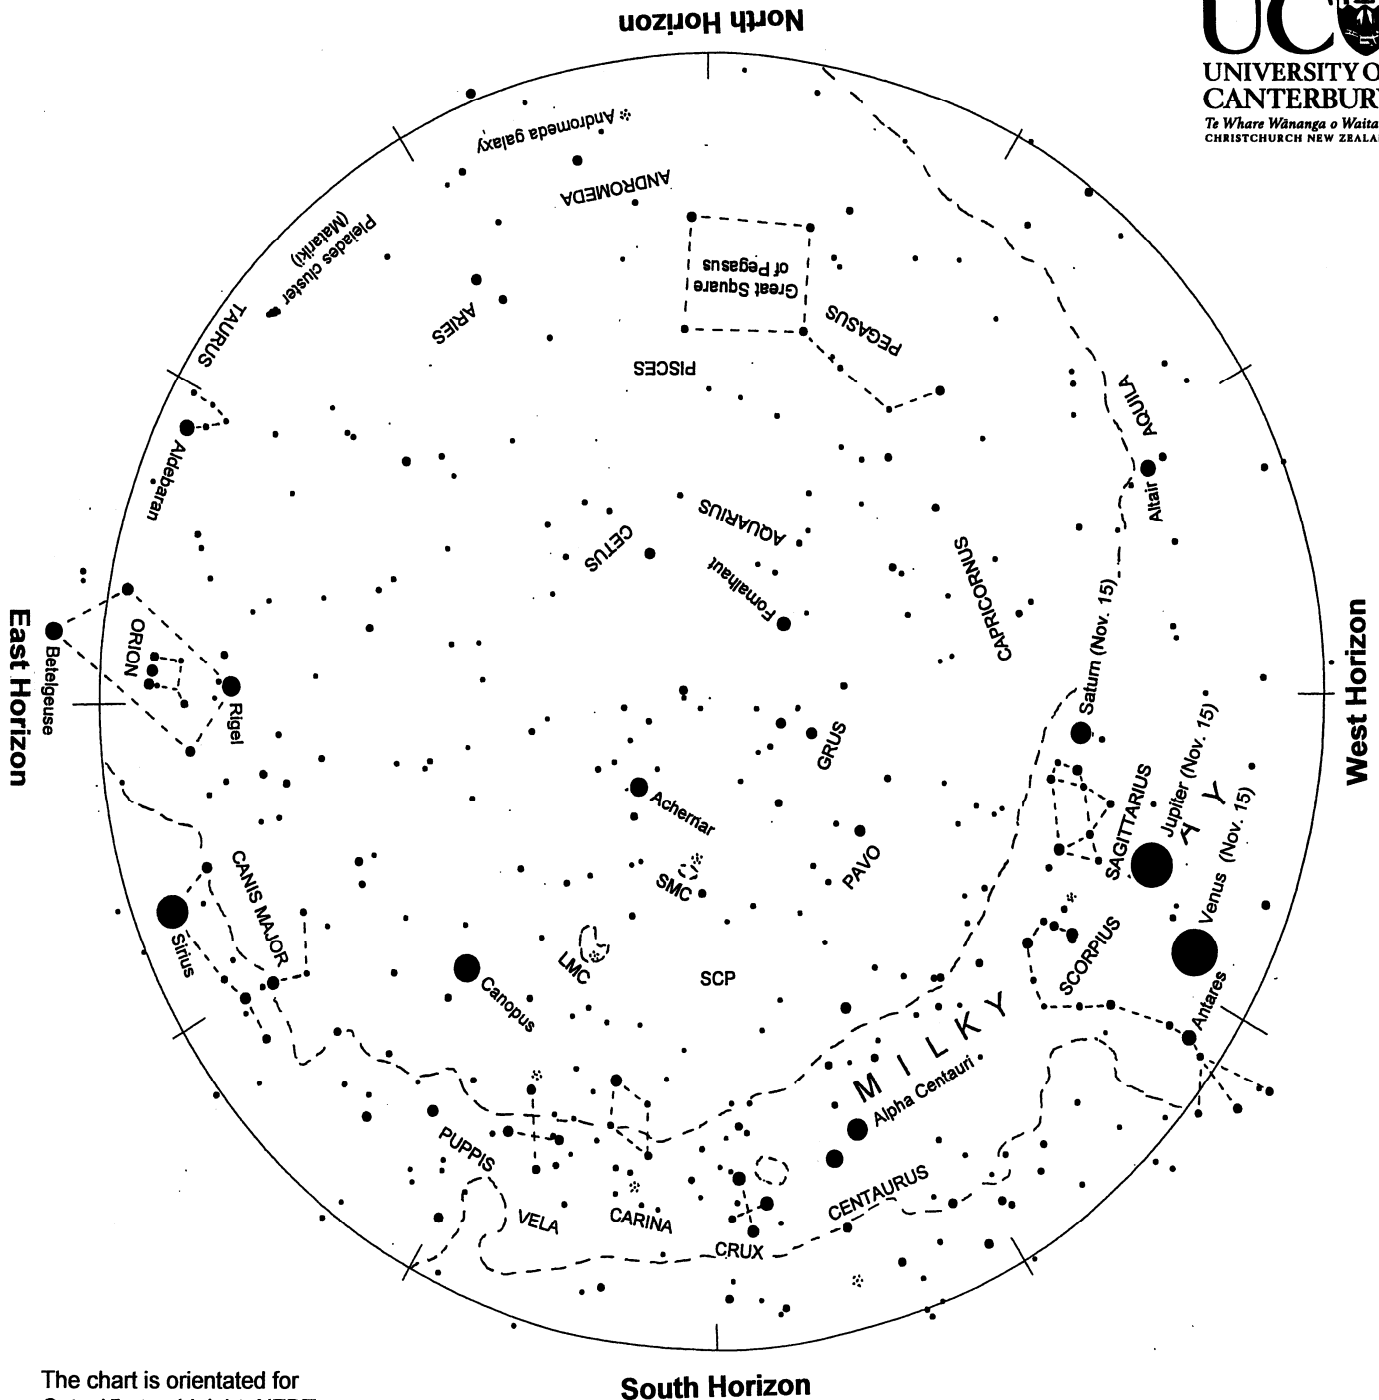 North Horizon
UC
UNIVERSITY O
CANTERBUR
Te Whare Wānanga o Waita
CHRISTCHURCH NEW ZEALA
Andromeda galaxy
ANDROMEDA
Pleiades cluster
(Matariki)
TAURUS
ARIES
Great Square
of Pegasus
PEGASUS
PISCES
AQUILA
Altair
Aldebaran
AQUARIUS
CETUS
Fomalhaut
CAPRICORNUS
Saturn (Nov. 15)
East Horizon
Betelgeuse
ORION
Rigel
West Horizon
GRUS
Achernar
SMC
PAVO
SAGITTARIUS
Jupiter (Nov. 15)
Venus (Nov. 15)
CANIS MAJOR
Sirius
LMC
Canopus
SCP
SCORPIUS
Antares
MILKY
A Y
Alpha Centauri
PUPPIS
VELA
CARINA
CRUX
CENTAURUS
The chart is orientated for
South Horizon